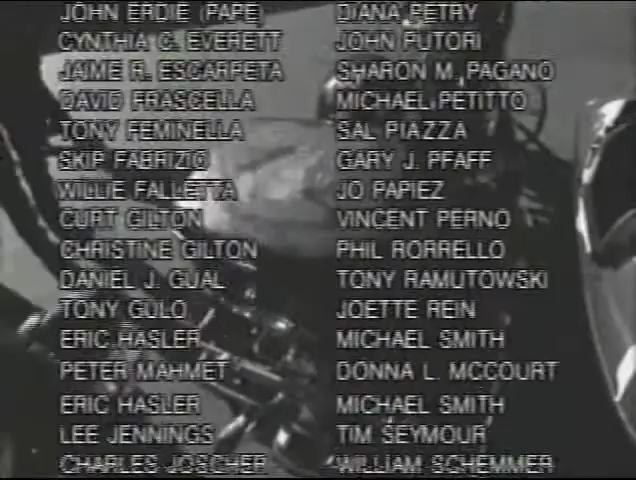 JOHN ERDIE (PAPE) DIANA PETRY
CYNTHIA C. EVERETT JOHN PUTORI
JAIME R. ESCARPETA SHARON M. PAGANO
DAVID FRASCELLA MICHAEL PETITTO
TONY FEMINELLA SAL PIAZZA
SKIP FABRIZIO GARY J. PFAFF
WILLIE FALLETTA JO PAPIEZ
CURT GILTON VINCENT PERNO
CHRISTINE GILTON PHIL RORRELLO
DANIEL J. GUAL TONY RAMUTOWSKI
TONY GULO JOETTE REIN
ERIC HASLER MICHAEL SMITH
PETER MAHMET DONNA L. MCCOURT
ERIC HASLER MICHAEL SMITH
LEE JENNINGS TIM SEYMOUR
CHARLES JOSCHER WILLIAM SCHEMMER